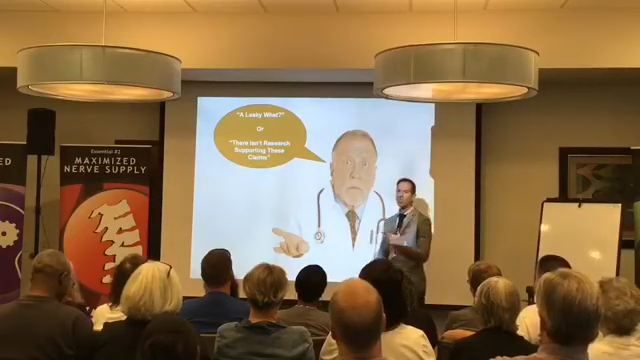 "A Leaky What?"
Or
"There Isn't Research
Supporting These
Claims"
Essential #2
MAXIMIZED
NERVE SUPPLY